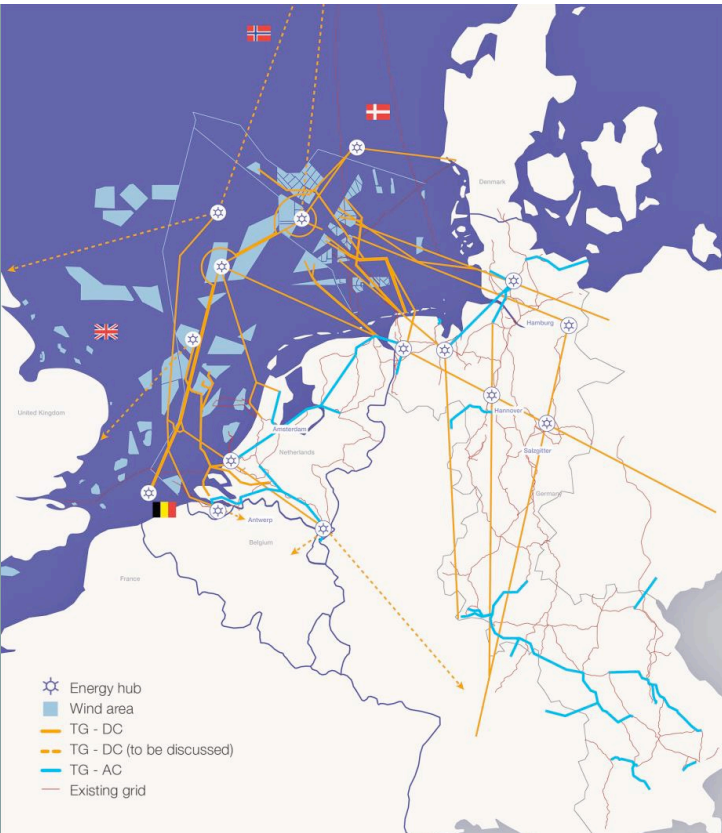 Denmark
Hamburg
United Kingdom
Amsterdam
Netherlands
Hannover
Salzgitter
Germany
Antwerp
Belgium
France
Energy hub
Wind area
TG - DC
TG - DC (to be discussed)
TG - AC
Existing grid